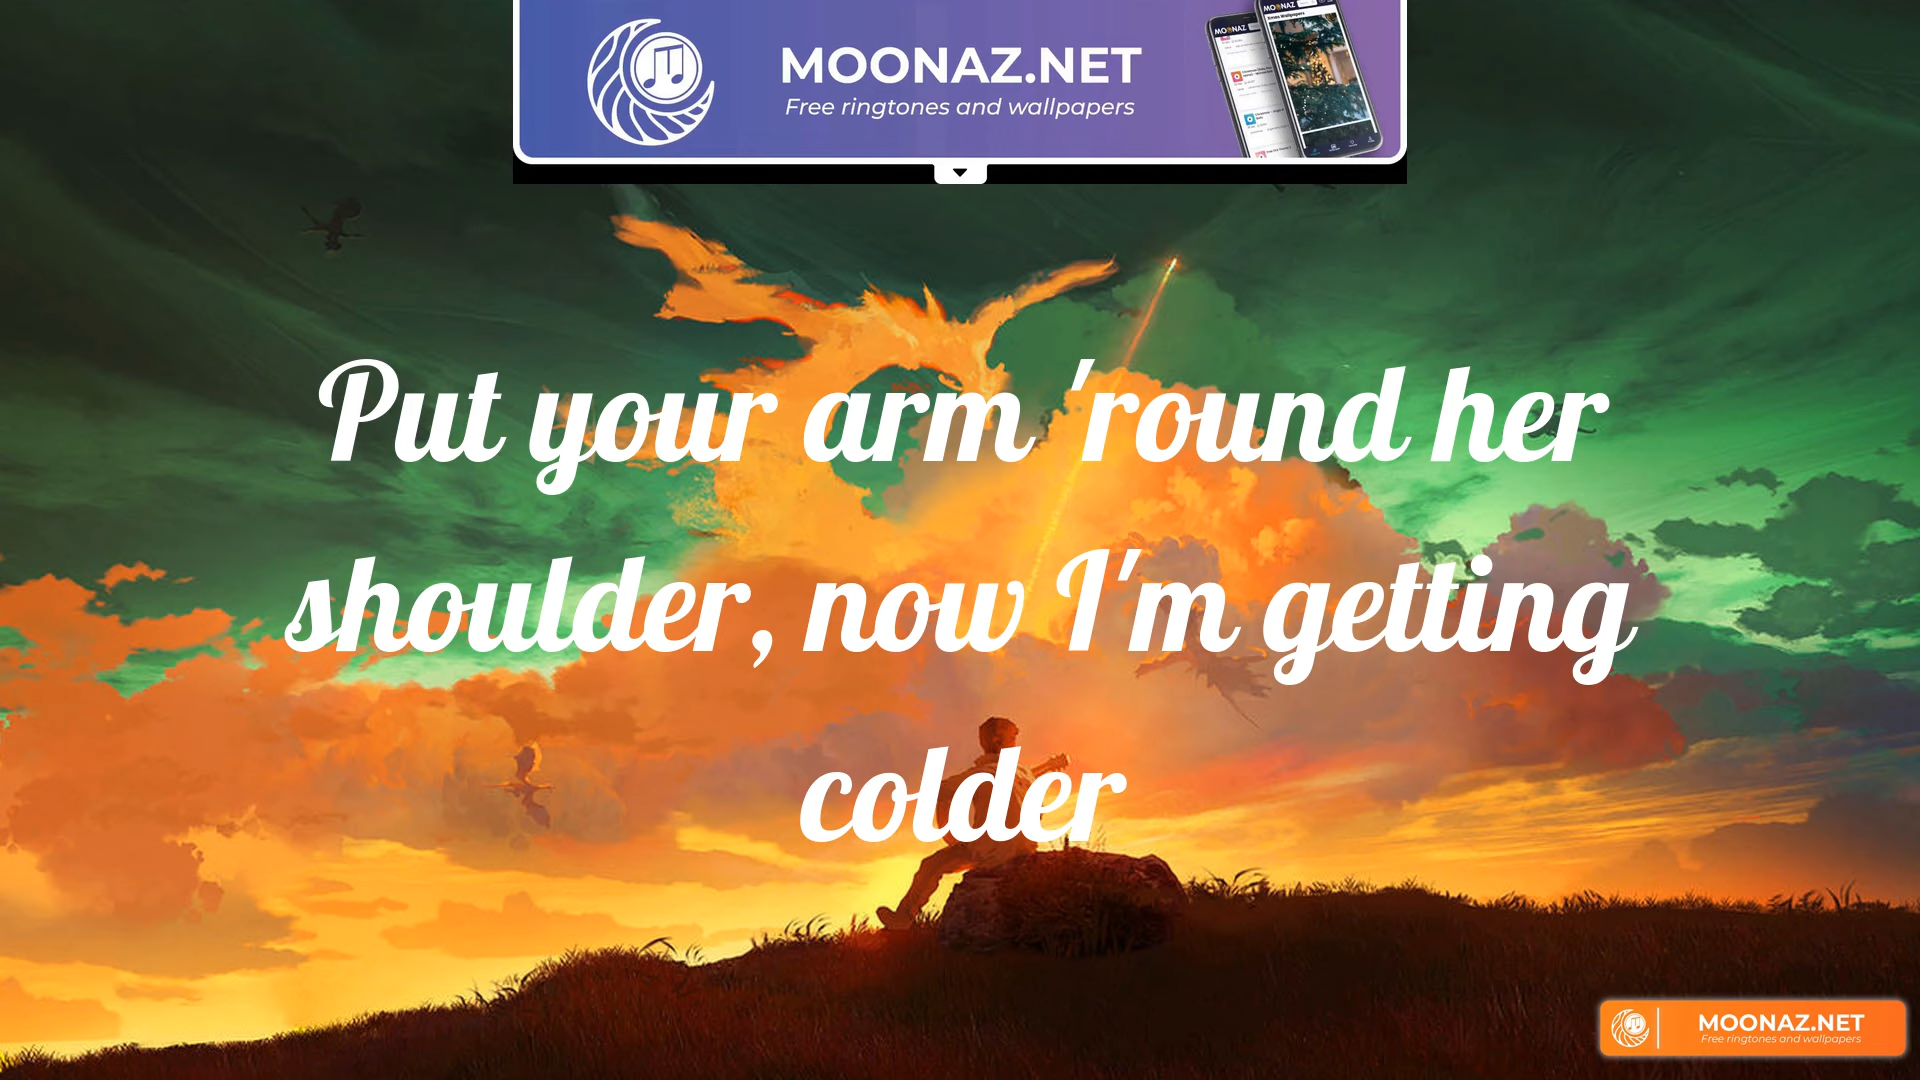 MOONAZ.NET
Free ringtones and wallpapers
Put your arm 'round her
shoulder, now I'm getting
colder
MOONAZ.NET
Free ringtones and wallpapers